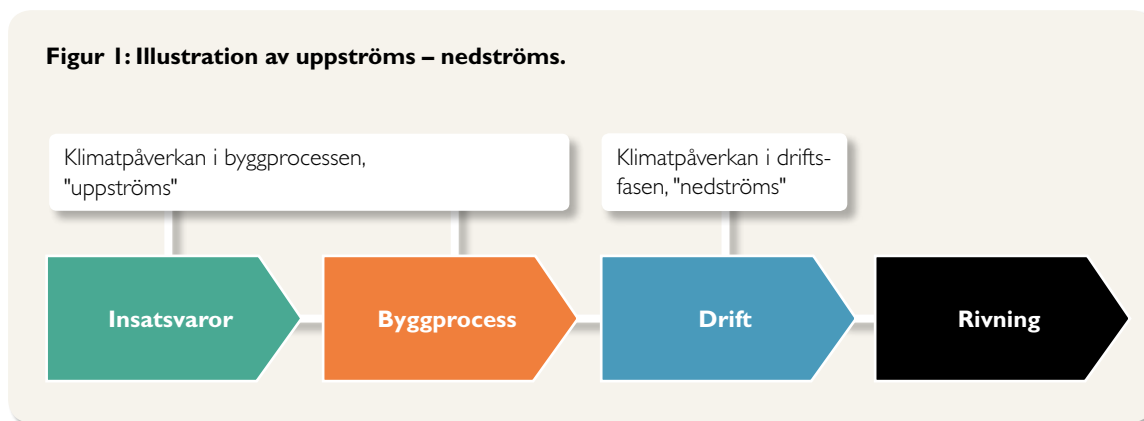 Figur 1: Illustration av uppströms – nedströms.
Klimatpåverkan i byggprocessen,
"uppströms"
Klimatpåverkan i drifts-
fasen, "nedströms"
Insatsvaror
Byggprocess
Drift
Rivning